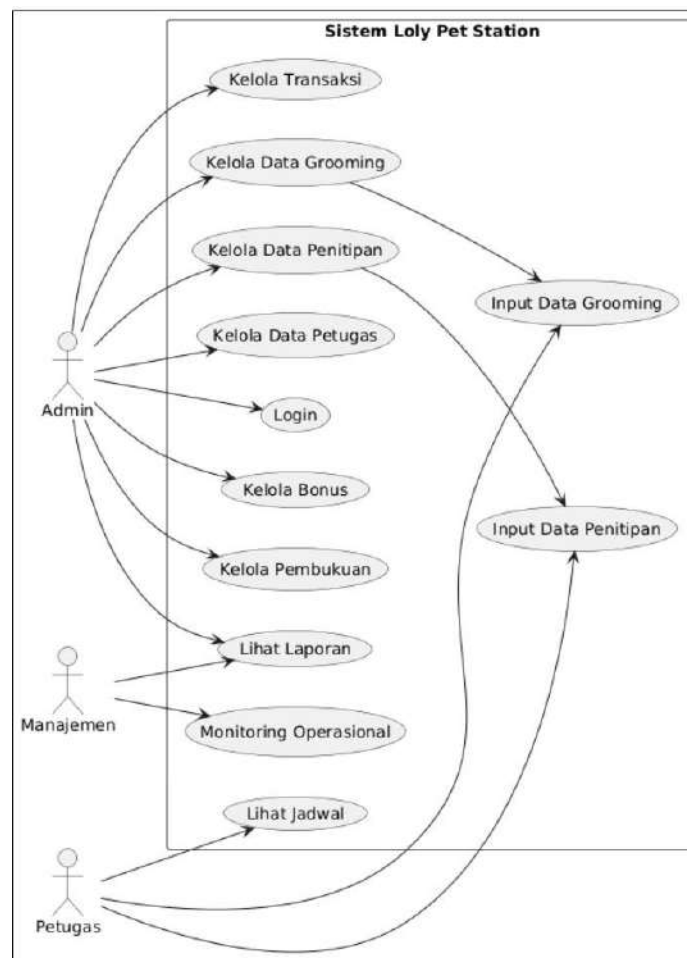 Sistem Loly Pet Station
Kelola Transaksi
Kelola Data Grooming
Kelola Data Penitipan
Input Data Grooming
Kelola Data Petugas
Admin
Login
Kelola Bonus
Input Data Penitipan
Kelola Pembukuan
Lihat Laporan
Manajemen
Monitoring Operasional
Lihat Jadwal
Petugas